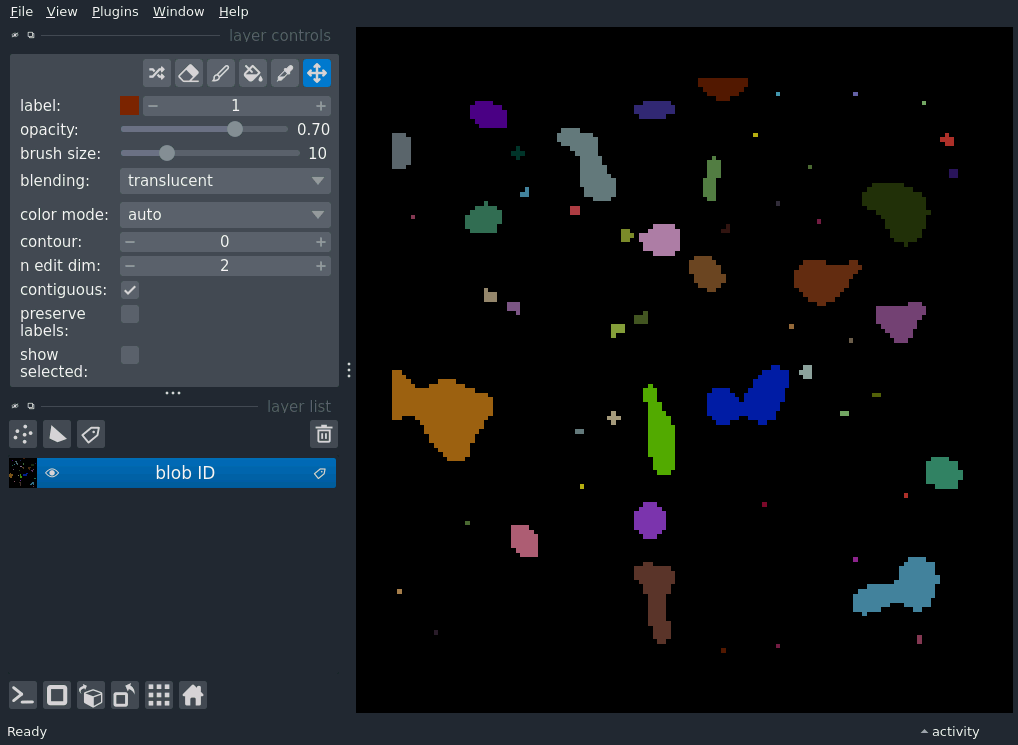 File View Plugins Window Help
layer controls
label: 1
opacity: 0.70
brush size: 10
blending: translucent
color mode: auto
contour: 0
n edit dim: 2
contiguous:
preserve
labels:
show
selected:
layer list
blob ID
Ready
activity